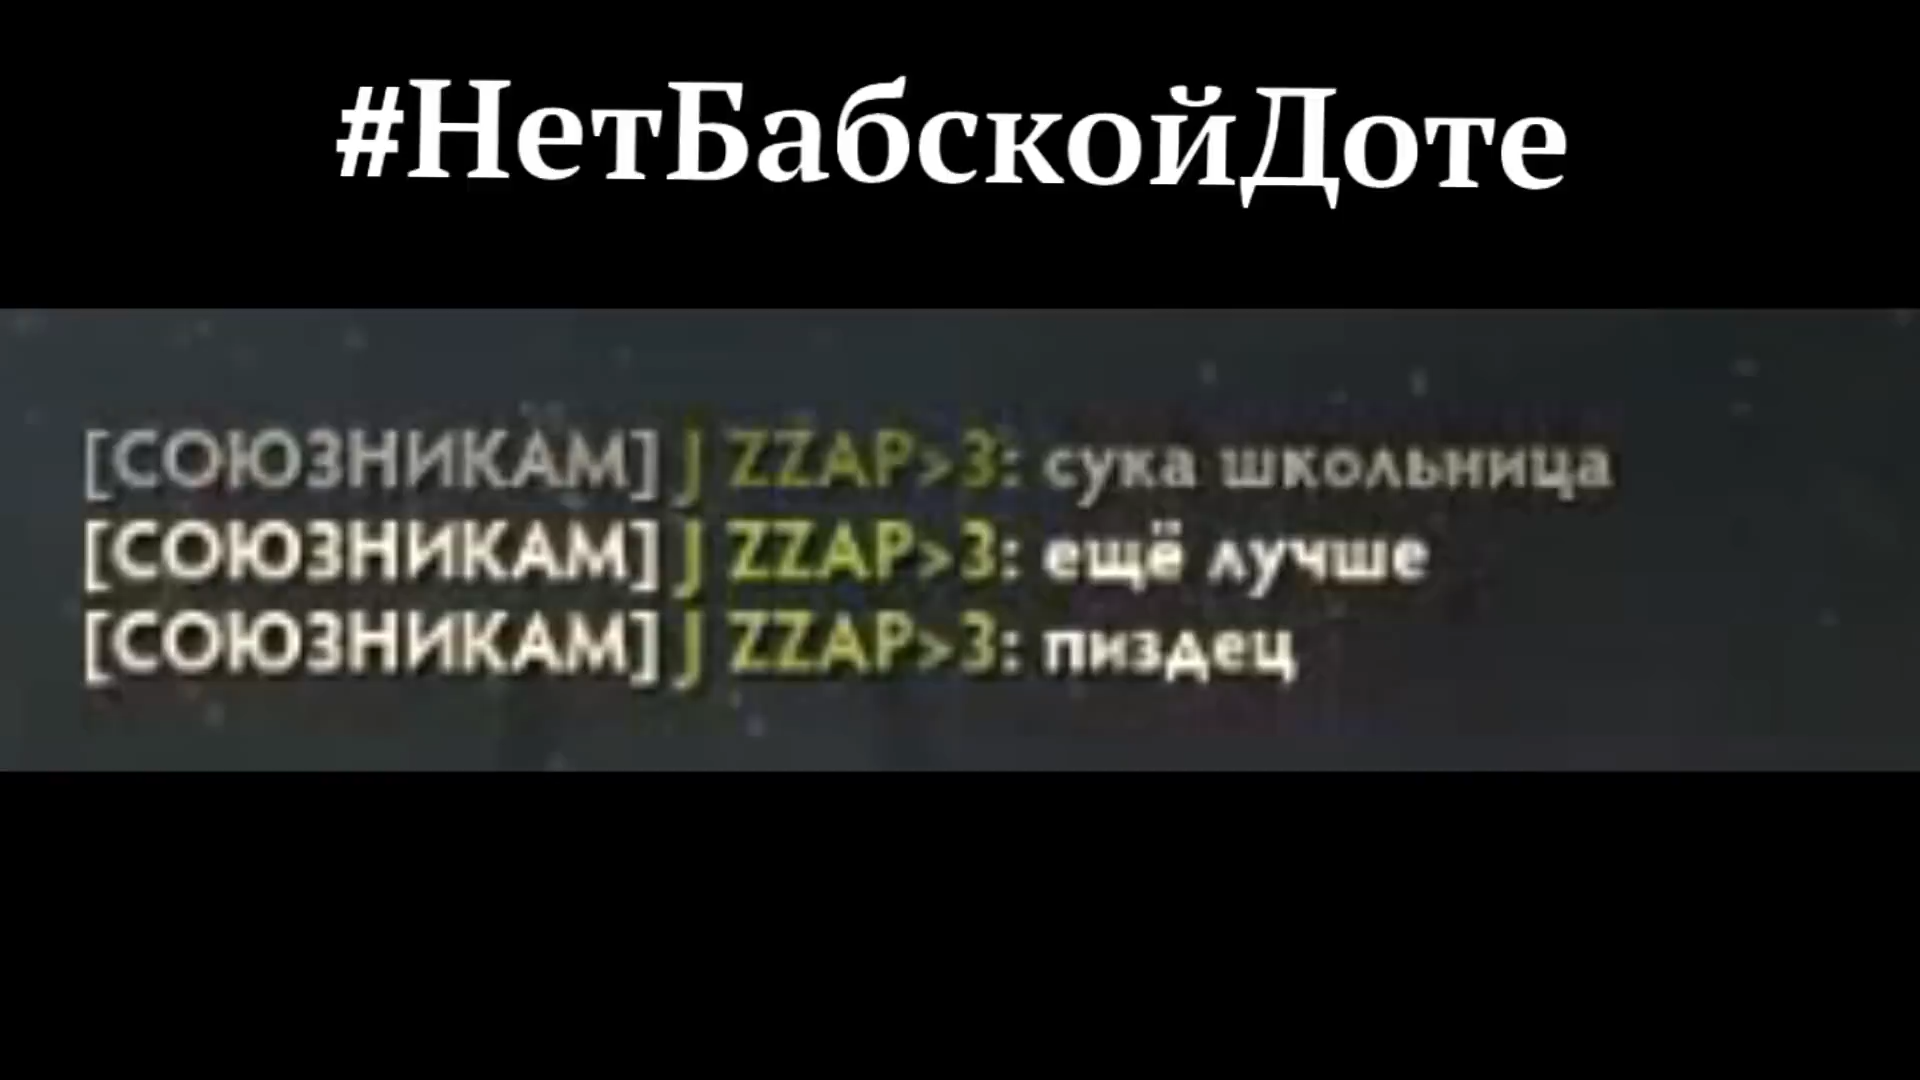 #НетБабскойДоте
[СОЮЗНИКАМ] J ZZAP>3: сука школьница
[СОЮЗНИКАМ] J ZZAP>3: ещё лучше
[СОЮЗНИКАМ] J ZZAP>3: пиздец